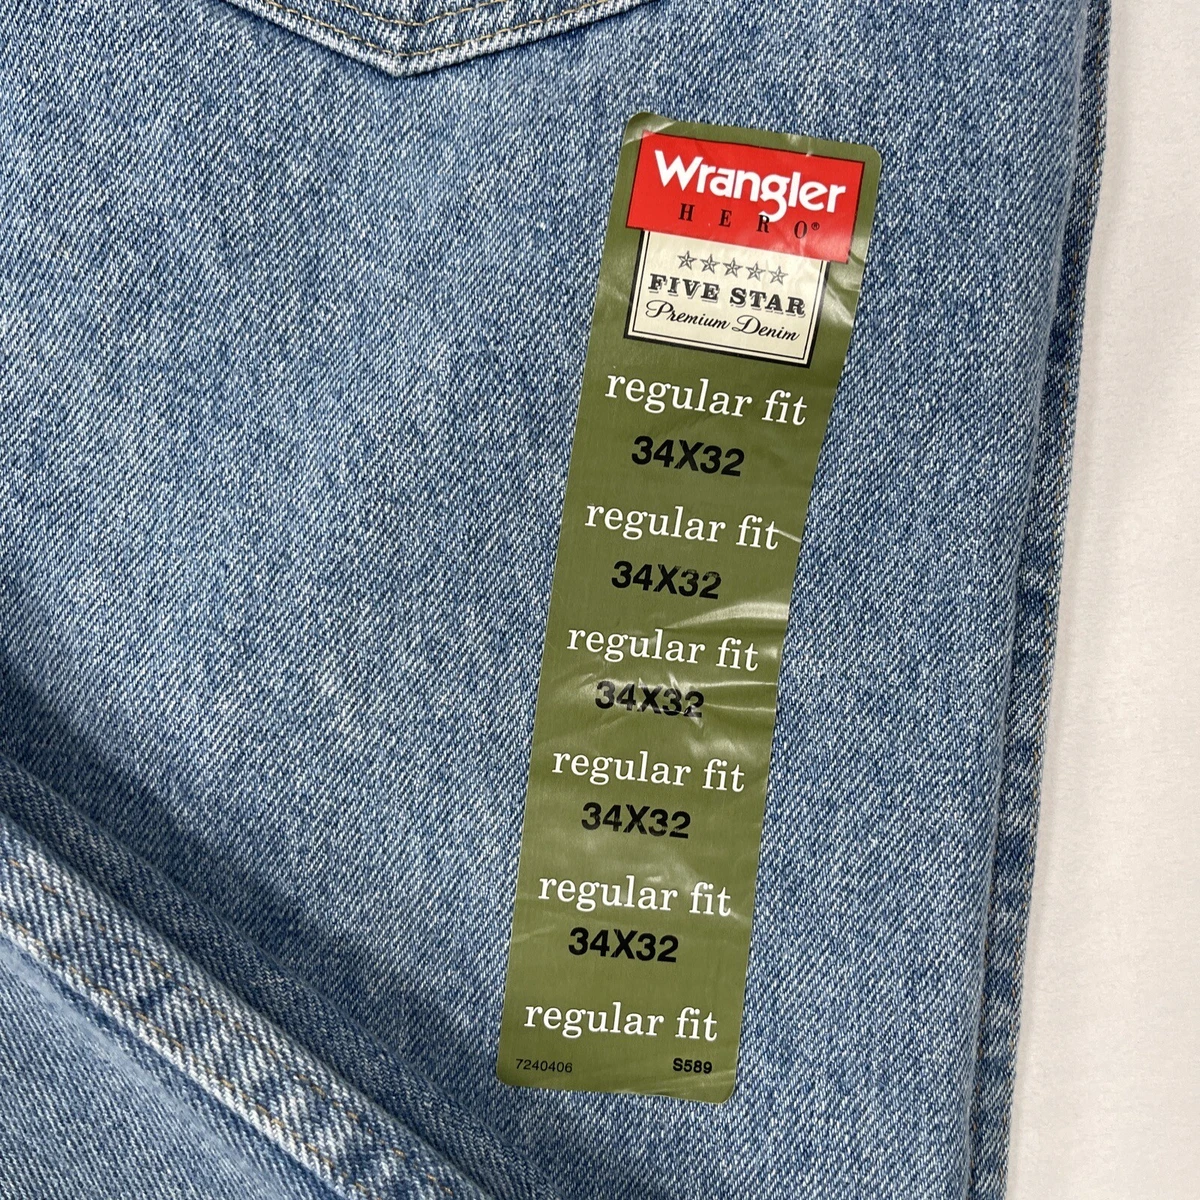 Wrangler
HERO®
FIVE STAR
Premium Denim
regular fit
34X32
regular fit
34X32
regular fit
34X32
regular fit
34X32
regular fit
34X32
regular fit
7240406 S589